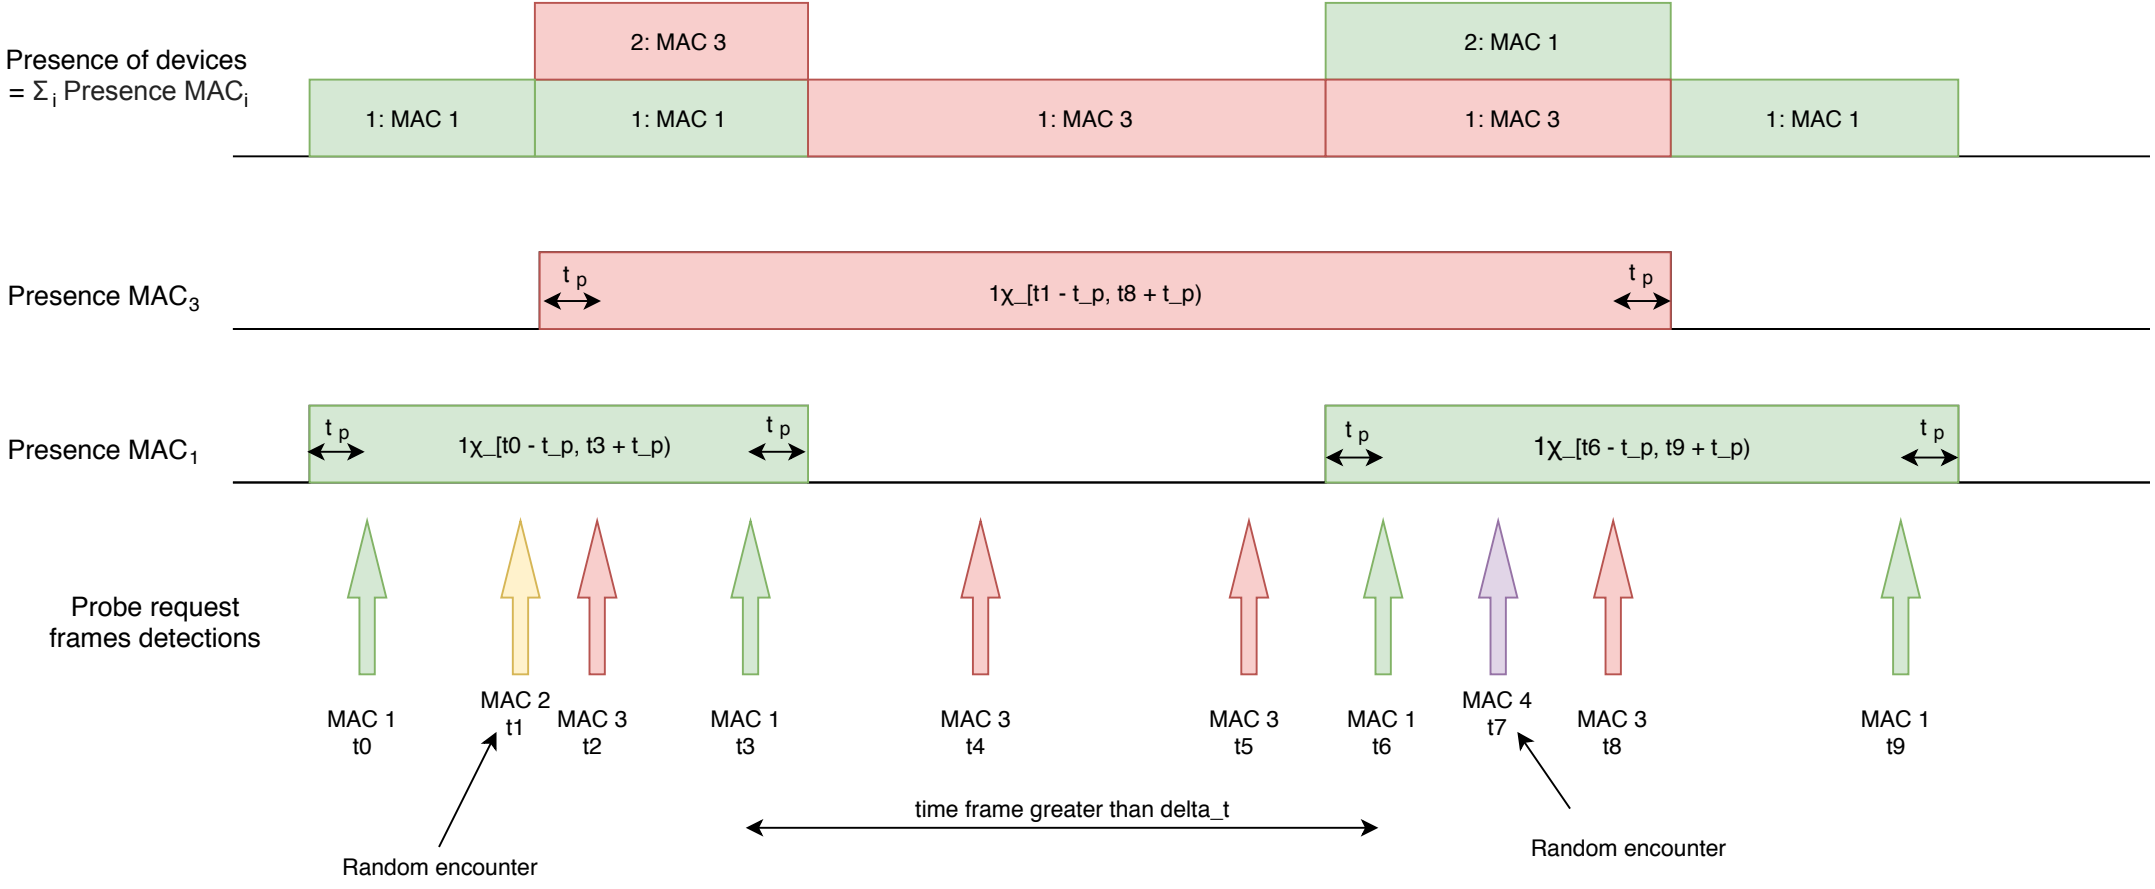 Presence of devices
= Σ i Presence MACi
2: MAC 3
2: MAC 1
1: MAC 1
1: MAC 1
1: MAC 3
1: MAC 3
1: MAC 1
Presence MAC3
t p
1χ_[t1 - t_p, t8 + t_p)
t p
Presence MAC1
t p
1χ_[t0 - t_p, t3 + t_p)
t p
t p
1χ_[t6 - t_p, t9 + t_p)
t p
Probe request
frames detections
MAC 1
t0
MAC 2
t1
MAC 3
t2
MAC 1
t3
MAC 3
t4
MAC 3
t5
MAC 1
t6
MAC 4
t7
MAC 3
t8
MAC 1
t9
time frame greater than delta_t
Random encounter
Random encounter